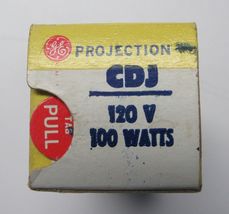 GE PROJECTION
CDJ
120 V
100 WATTS
TAB
PULL